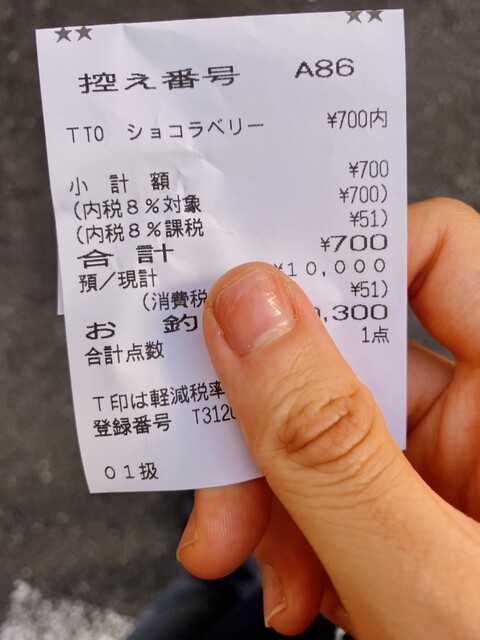 ★★ ★★
控え番号 A86
TTO ショコラベリー ¥700内
小計額 ¥700
(内税8%対象 ¥700)
(内税8%課税 ¥51)
合計 ¥700
預/現計 ¥10,000
(消費税 ¥51)
お釣 ,300
合計点数 1点
T印は軽減税率
登録番号 T312
01扱